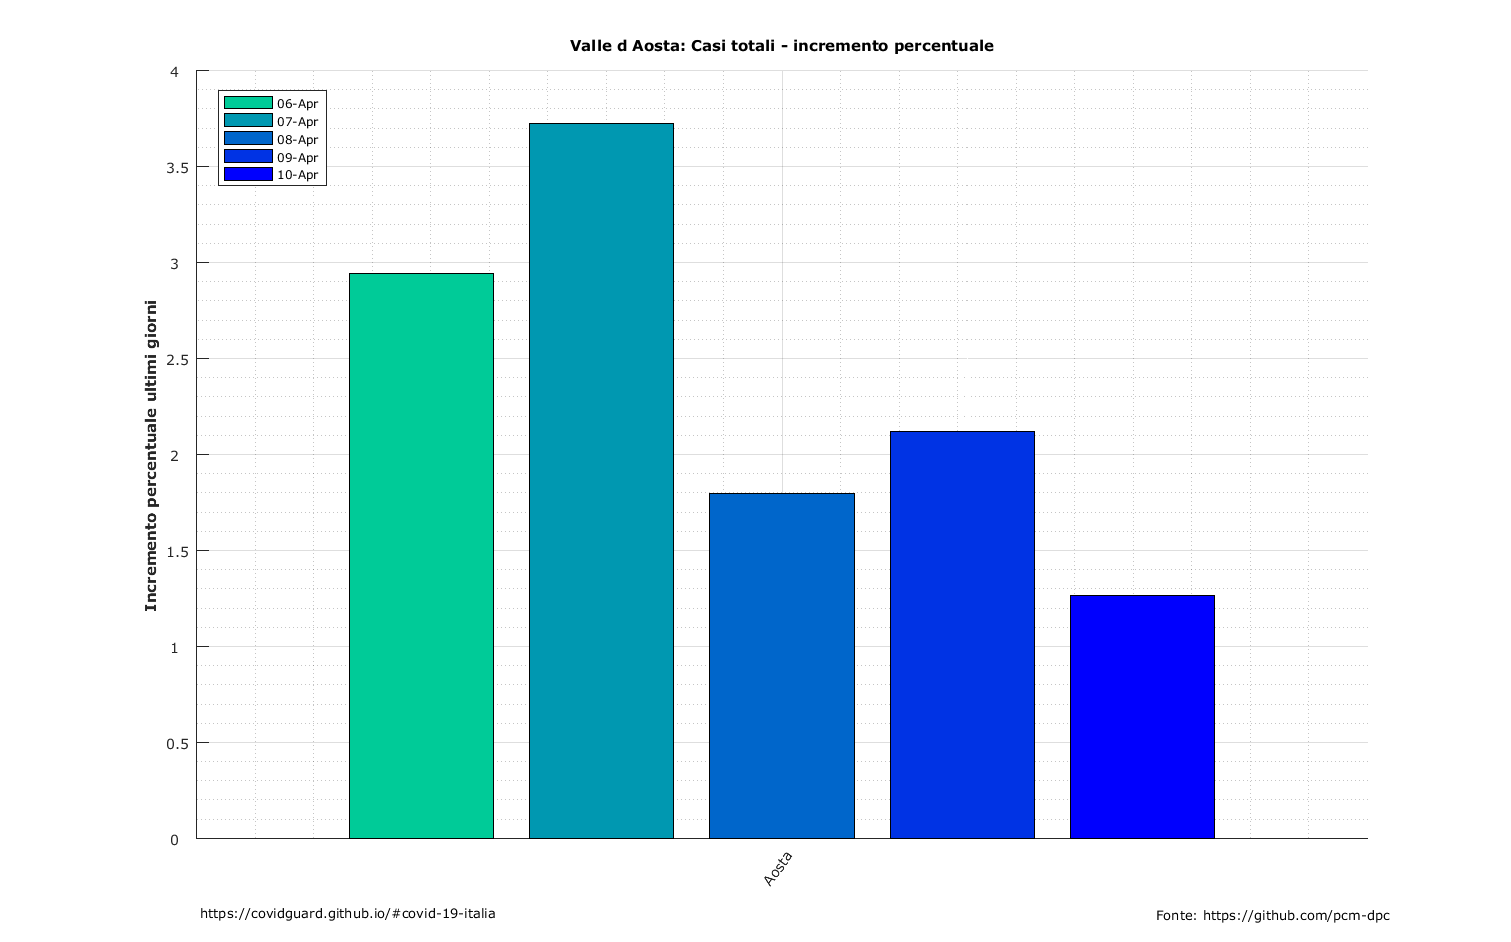 Valle d Aosta: Casi totali - incremento percentuale
4
3.5
3
2.5
2
1.5
1
0.5
0
Incremento percentuale ultimi giorni
06-Apr
07-Apr
08-Apr
09-Apr
10-Apr
Aosta
https://covidguard.github.io/#covid-19-italia
Fonte: https://github.com/pcm-dpc